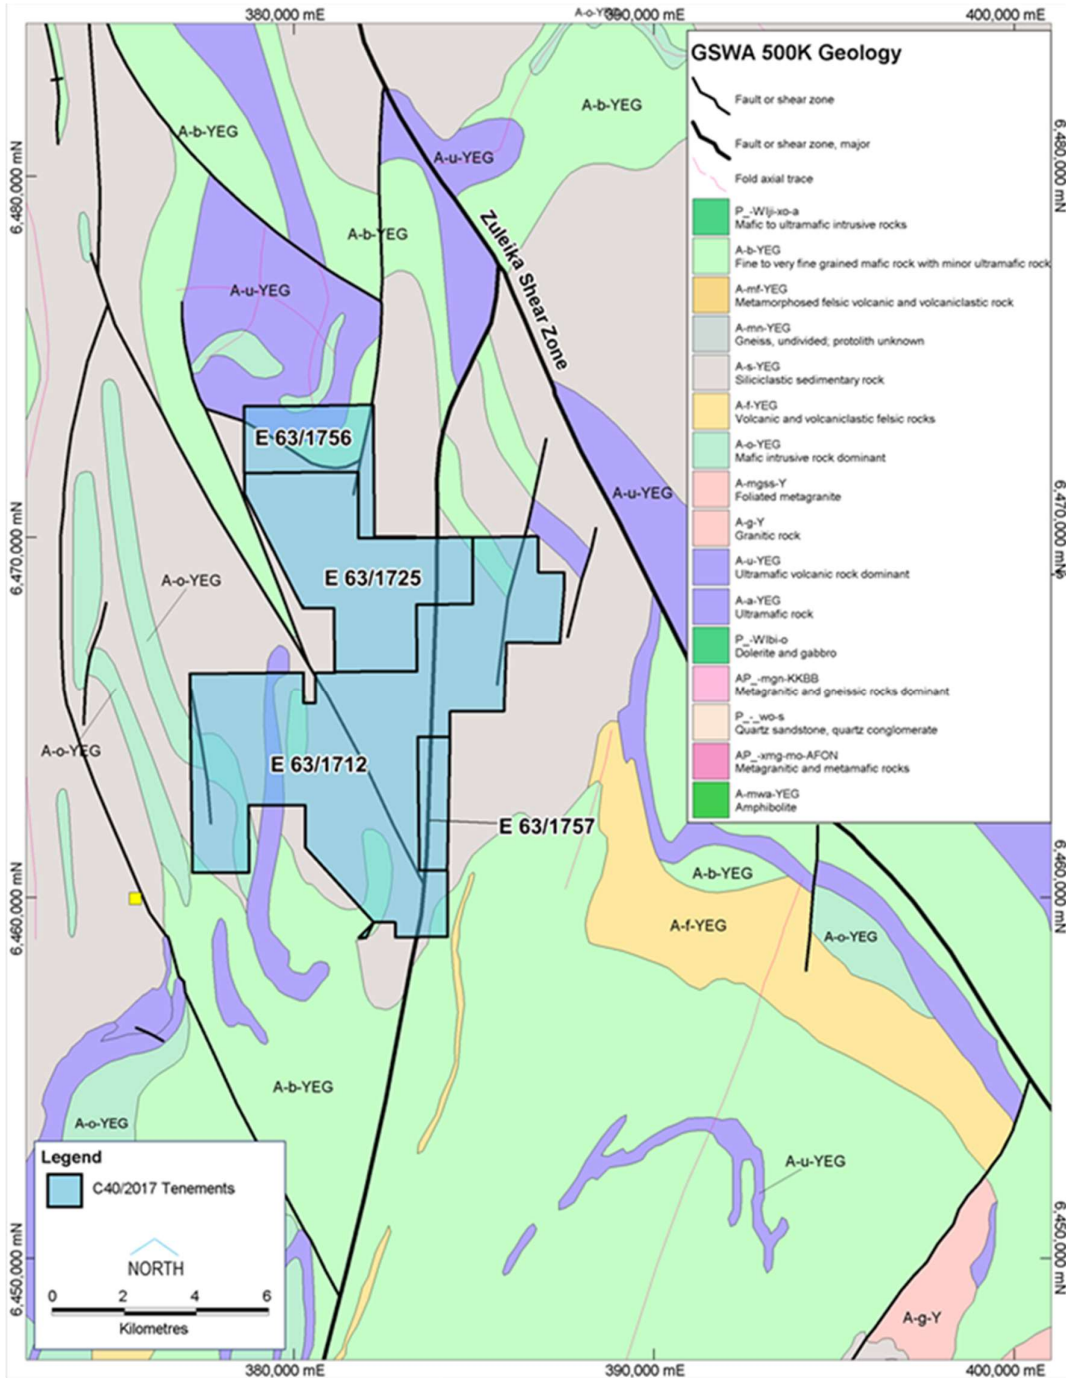 380,000 mE
390,000 mE
400,000 mE
A-o-YEG
GSWA 500K Geology
Fault or shear zone
Fault or shear zone, major
Fold axial trace
P_-Wlji-xo-a
Mafic to ultramafic intrusive rocks
A-b-YEG
Fine to very fine grained mafic rock with minor ultramafic rock
A-mf-YEG
Metamorphosed felsic volcanic and volcaniclastic rock
A-mn-YEG
Gneiss, undivided; protolith unknown
A-s-YEG
Siliciclastic sedimentary rock
A-f-YEG
Volcanic and volcaniclastic felsic rocks
A-o-YEG
Mafic intrusive rock dominant
A-mgss-Y
Foliated metagranite
A-g-Y
Granitic rock
A-u-YEG
Ultramafic volcanic rock dominant
A-a-YEG
Ultramafic rock
P_-WIbi-o
Dolerite and gabbro
AP_-mgn-KKBB
Metagranitic and gneissic rocks dominant
P_-_wo-s
Quartz sandstone, quartz conglomerate
AP_-xmg-mo-AFON
Metagranitic and metamafic rocks
A-mwa-YEG
Amphibolite
A-b-YEG
A-b-YEG
A-u-YEG
A-b-YEG
A-u-YEG
Zuleika Shear Zone
6,480,000 mN
6,480,000 mN
E 63/1756
A-u-YEG
6,470,000 mN
6,470,000 mN
E 63/1725
A-o-YEG
A-o-YEG
E 63/1712
E 63/1757
A-b-YEG
A-f-YEG
A-o-YEG
6,460,000 mN
6,460,000 mN
A-b-YEG
A-o-YEG
A-u-YEG
6,450,000 mN
6,450,000 mN
A-g-Y
Legend
C40/2017 Tenements
NORTH
0 2 4 6
Kilometres
380,000 mE
390,000 mE
400,000 mE